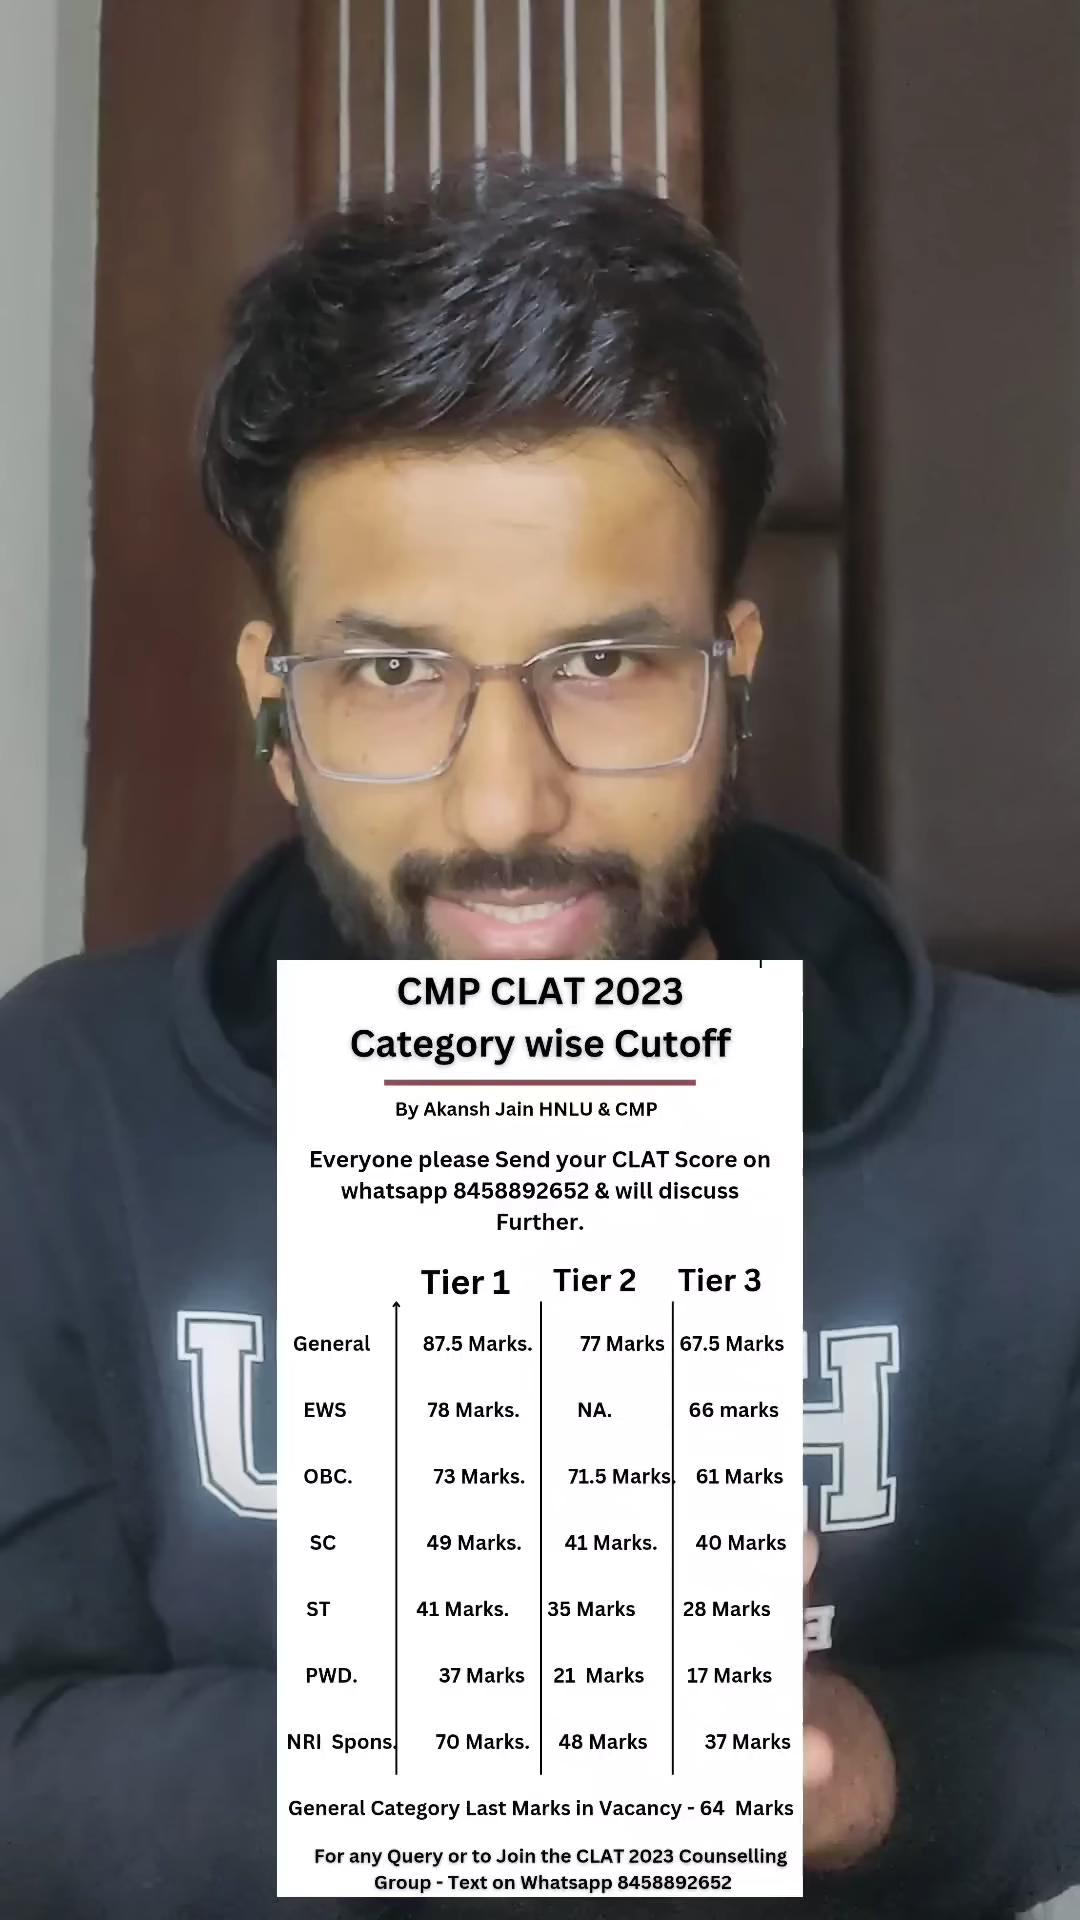 CMP CLAT 2023
Category wise Cutoff
By Akansh Jain HNLU & CMP
Everyone please Send your CLAT Score on
whatsapp 8458892652 & will discuss
Further.
Tier 1 Tier 2 Tier 3
General 87.5 Marks. 77 Marks 67.5 Marks
EWS 78 Marks. NA. 66 marks
OBC. 73 Marks. 71.5 Marks. 61 Marks
SC 49 Marks. 41 Marks. 40 Marks
ST 41 Marks. 35 Marks 28 Marks
PWD. 37 Marks 21 Marks 17 Marks
NRI Spons. 70 Marks. 48 Marks 37 Marks
General Category Last Marks in Vacancy - 64 Marks
For any Query or to Join the CLAT 2023 Counselling
Group - Text on Whatsapp 8458892652